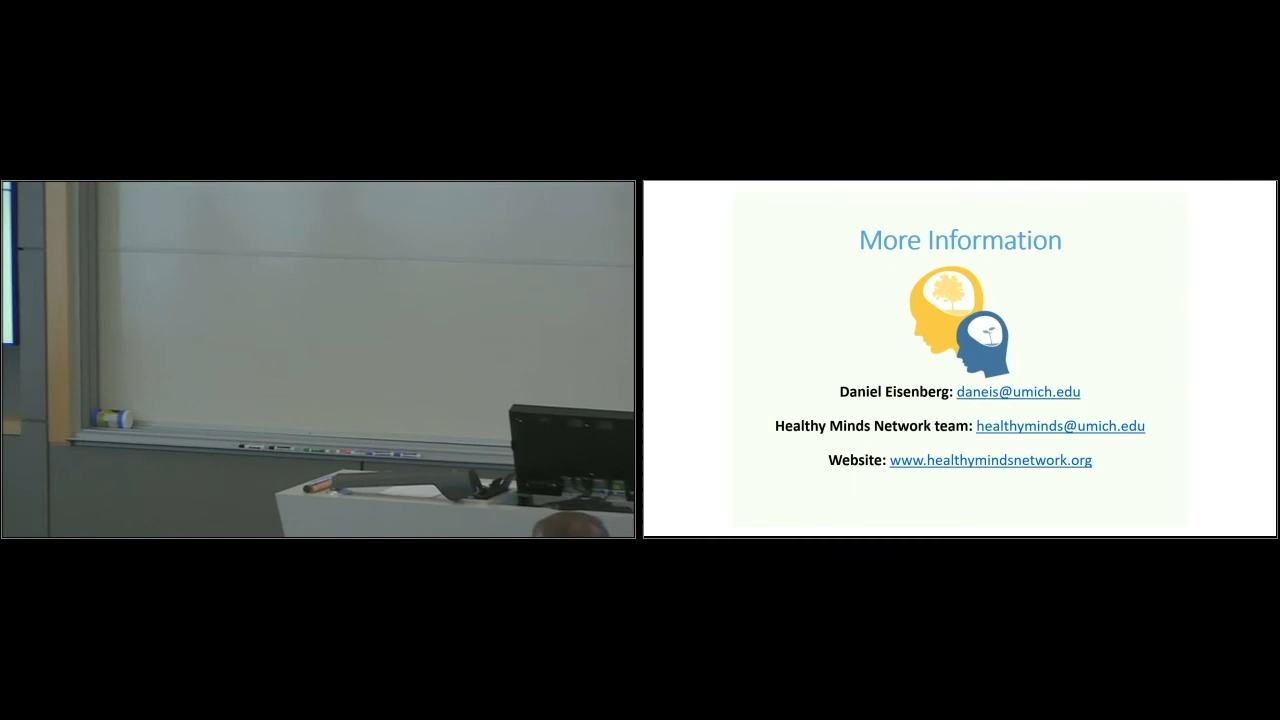 More Information
Daniel Eisenberg: daneis@umich.edu
Healthy Minds Network team: healthyminds@umich.edu
Website: www.healthymindsnetwork.org